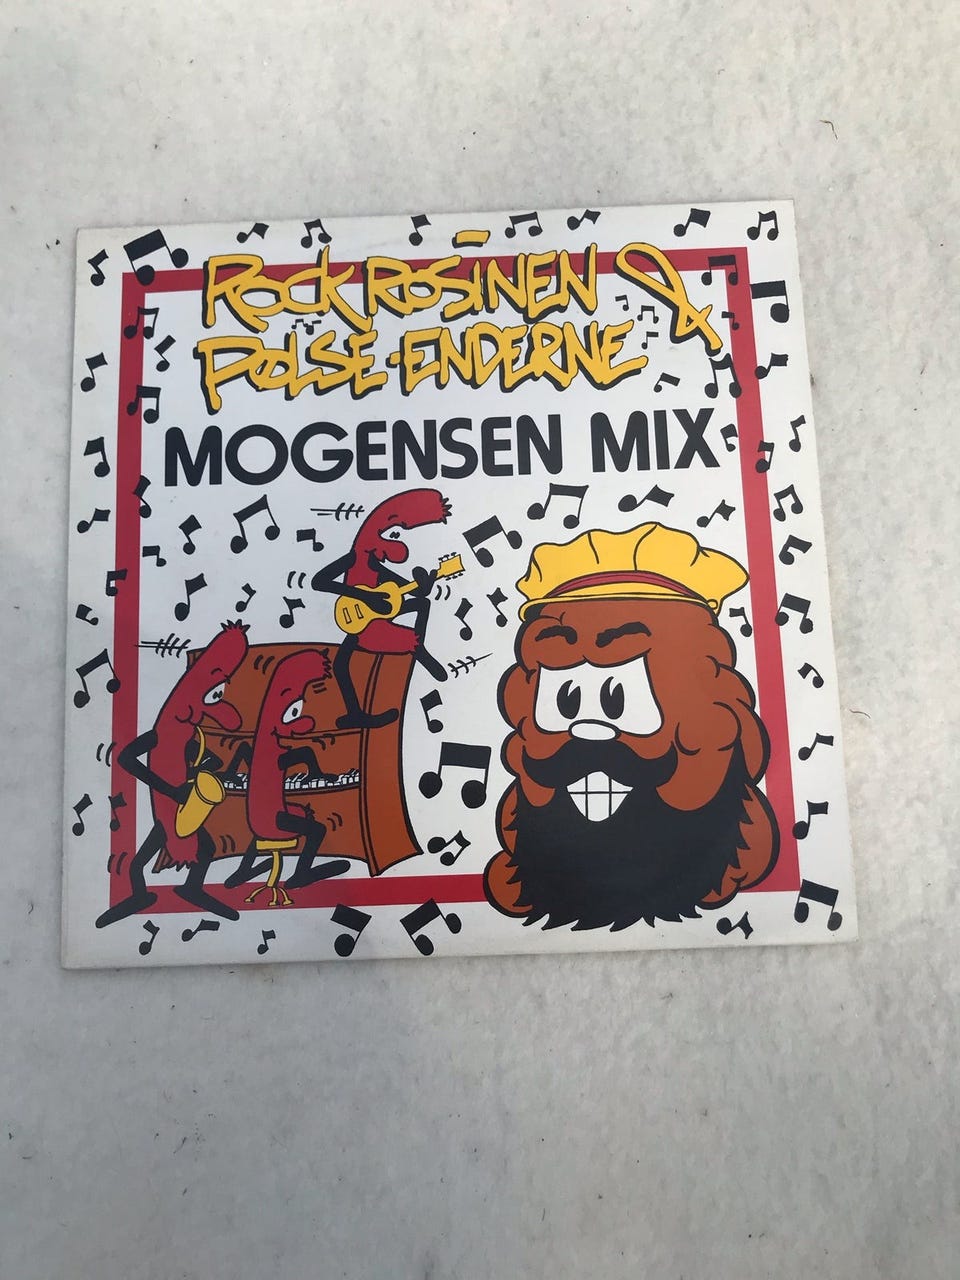 ROCK ROSINEN &
PØLSE-ENDERNE
MOGENSEN MIX